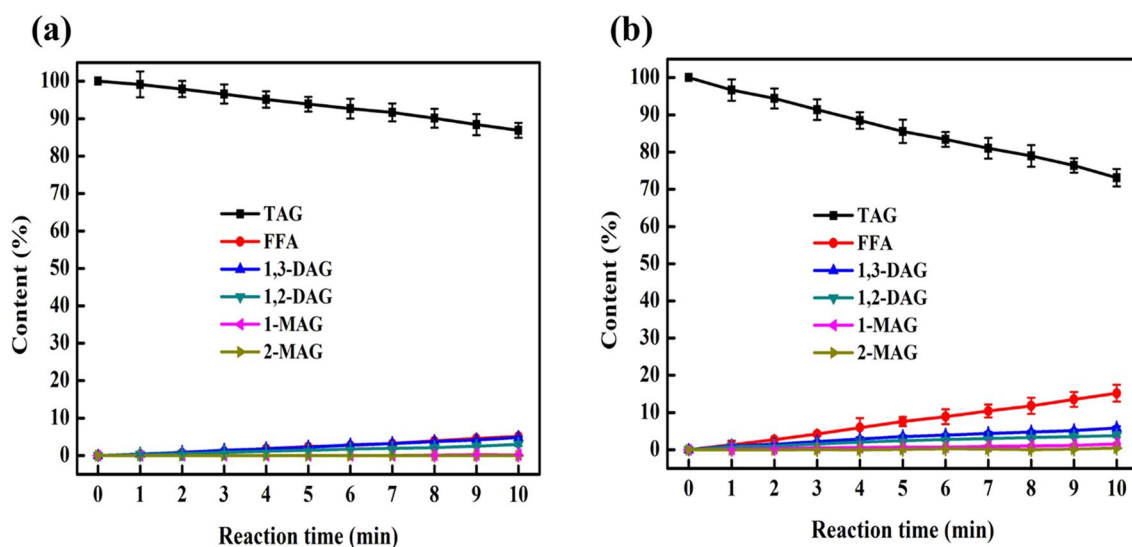 (a)
100
90
80
70
60
50
40
30
20
10
0
Content (%)
TAG
FFA
1,3-DAG
1,2-DAG
1-MAG
2-MAG
0 1 2 3 4 5 6 7 8 9 10
Reaction time (min)
(b)
100
90
80
70
60
50
40
30
20
10
0
Content (%)
TAG
FFA
1,3-DAG
1,2-DAG
1-MAG
2-MAG
0 1 2 3 4 5 6 7 8 9 10
Reaction time (min)